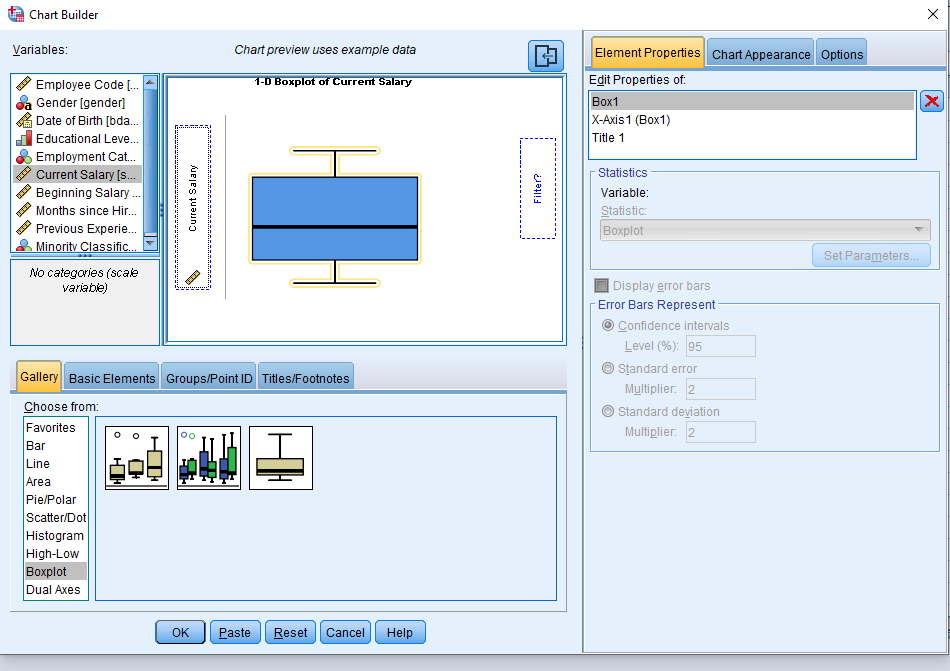 Chart Builder
Variables:
Chart preview uses example data
Employee Code [...
Gender [gender]
Date of Birth [bda...
Educational Leve...
Employment Cat...
Current Salary [s...
Beginning Salary ...
Months since Hir...
Previous Experie...
Minority Classific...
No categories (scale
variable)
1-D Boxplot of Current Salary
Current Salary
Filter?
Gallery
Basic Elements
Groups/Point ID
Titles/Footnotes
Choose from:
Favorites
Bar
Line
Area
Pie/Polar
Scatter/Dot
Histogram
High-Low
Boxplot
Dual Axes
OK
Paste
Reset
Cancel
Help
Element Properties
Chart Appearance
Options
Edit Properties of:
Box1
X-Axis1 (Box1)
Title 1
Statistics
Variable:
Statistic:
Boxplot
Set Parameters...
Display error bars
Error Bars Represent
Confidence intervals
Level (%): 95
Standard error
Multiplier: 2
Standard deviation
Multiplier: 2